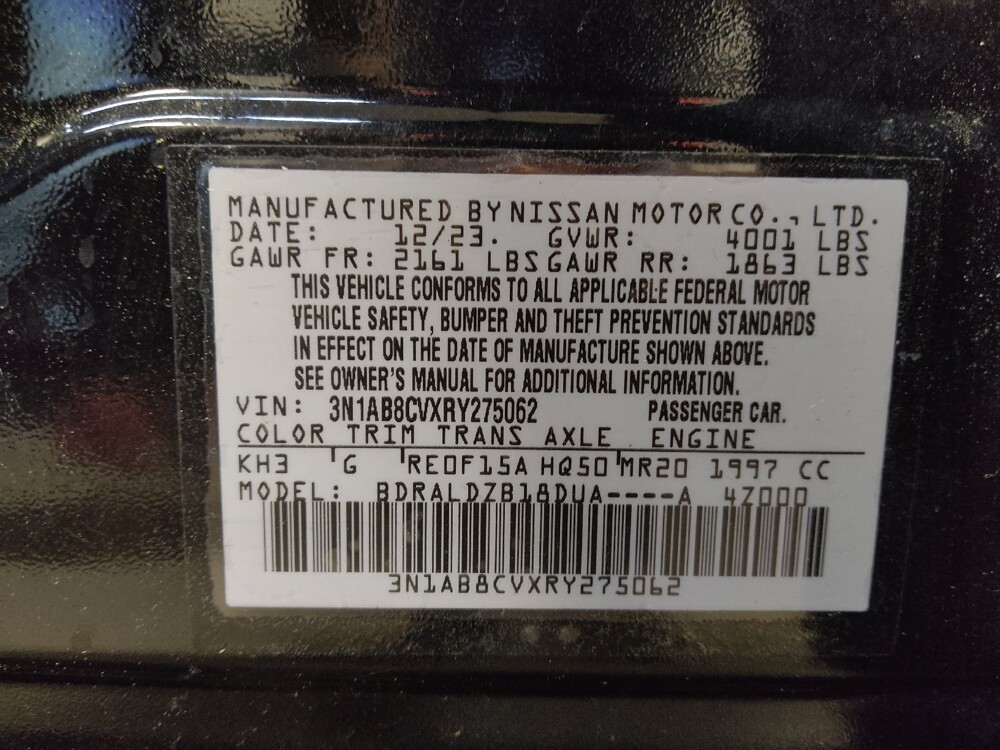 MANUFACTURED BY NISSAN MOTOR CO., LTD.
DATE: 12/23. GVWR: 4001 LBS
GAWR FR: 2161 LBS GAWR RR: 1863 LBS
THIS VEHICLE CONFORMS TO ALL APPLICABLE FEDERAL MOTOR
VEHICLE SAFETY, BUMPER AND THEFT PREVENTION STANDARDS
IN EFFECT ON THE DATE OF MANUFACTURE SHOWN ABOVE.
SEE OWNER'S MANUAL FOR ADDITIONAL INFORMATION.
VIN: 3N1AB8CVXRY275062 PASSENGER CAR.
COLOR TRIM TRANS AXLE ENGINE
KH3 G RE0F15A HQ50 MR20 1997 CC
MODEL: BDRALDZB18DUA----A 4Z000
3N1AB8CVXRY275062